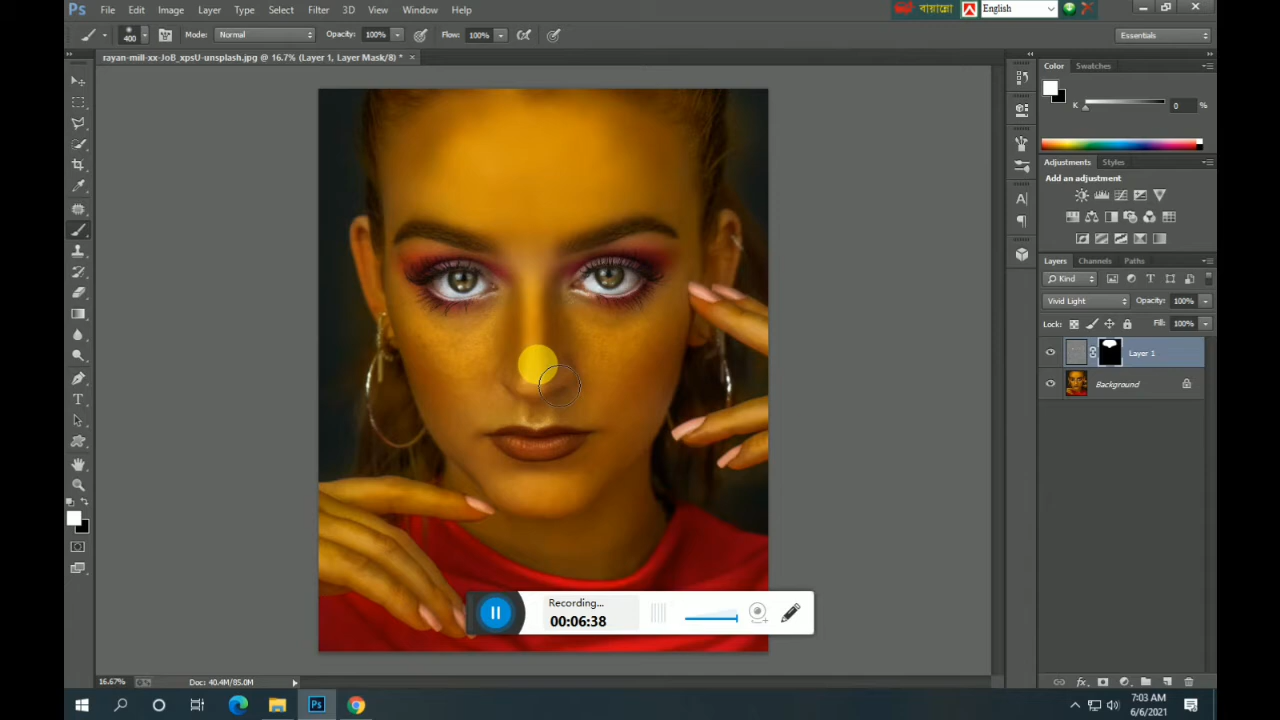 Ps File Edit Image Layer Type Select Filter 3D View Window Help
বায়ান্নো English
400 Mode: Normal Opacity: 100% Flow: 100% Essentials
rayan-mill-xx-JoB_xpsU-unsplash.jpg @ 16.7% (Layer 1, Layer Mask/8) *
Color Swatches
K 0 %
Adjustments Styles
Add an adjustment
Layers Channels Paths
Kind
Vivid Light Opacity: 100%
Lock: Fill: 100%
Layer 1
Background
Recording...
00:06:38
16.67% Doc: 40.4M/85.0M
7:03 AM
6/6/2021